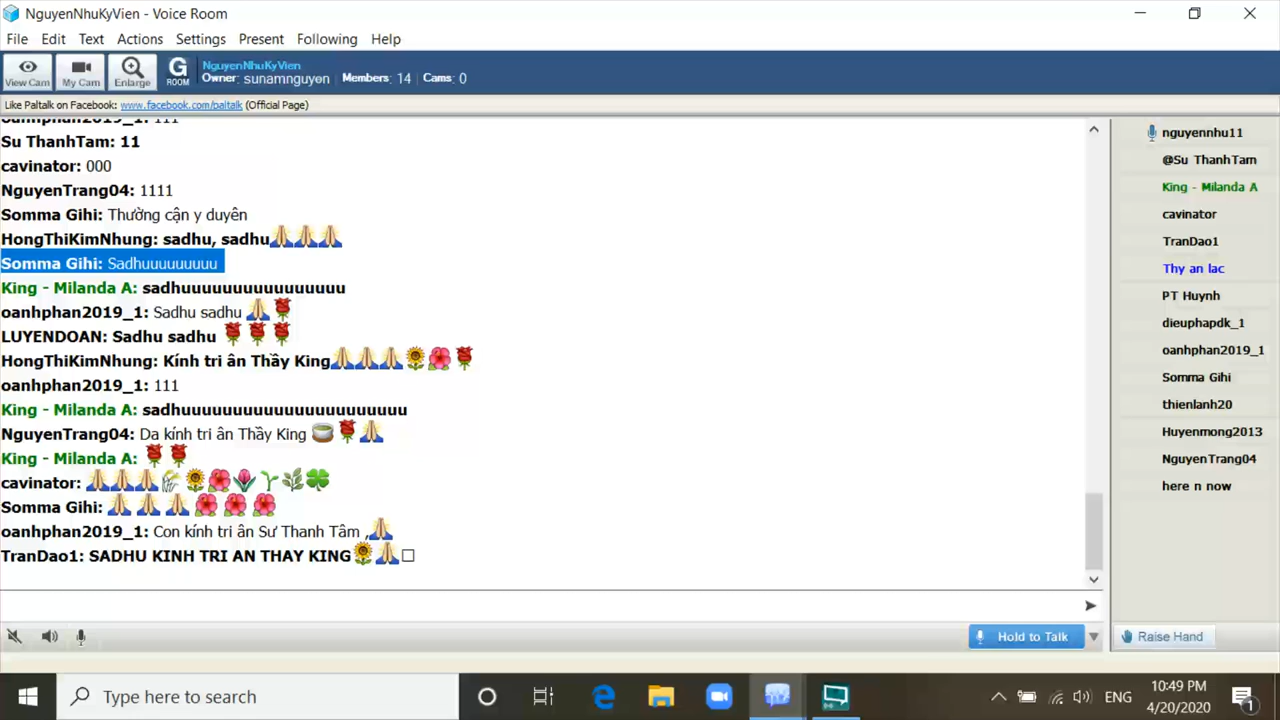 NguyenNhuKyVien - Voice Room
File Edit Text Actions Settings Present Following Help
View Cam My Cam Enlarge G ROOM NguyenNhuKyVien
Owner: sunamnguyen Members: 14 Cams: 0
Like Paltalk on Facebook: www.facebook.com/paltalk (Official Page)
oanhphan2019_1: 111
Su ThanhTam: 11
cavinator: 000
NguyenTrang04: 1111
Somma Gihi: Thường cận y duyên
HongThiKimNhung: sadhu, sadhu🙏🙏🙏
Somma Gihi: Sadhuuuuuuuuu
King - Milanda A: sadhuuuuuuuuuuuuuuuu
oanhphan2019_1: Sadhu sadhu 🙏🌹
LUYENDOAN: Sadhu sadhu 🌹🌹🌹
HongThiKimNhung: Kính tri ân Thầy King🙏🙏🙏🌻🌺🌹
oanhphan2019_1: 111
King - Milanda A: sadhuuuuuuuuuuuuuuuuuuuuuu
NguyenTrang04: Da kính tri ân Thầy King 🍵🌹🙏
King - Milanda A: 🌹🌹
cavinator: 🙏🙏🙏🌾🌻🌺🌷🌱🌿🍀
Somma Gihi: 🙏🙏🙏🌺🌺🌺
oanhphan2019_1: Con kính tri ân Sư Thanh Tâm ,🙏
TranDao1: SADHU KINH TRI AN THAY KING🌻🙏□
nguyennhu11
@Su ThanhTam
King - Milanda A
cavinator
TranDao1
Thy an lac
PT Huynh
dieuphapdk_1
oanhphan2019_1
Somma Gihi
thienlanh20
Huyenmong2013
NguyenTrang04
here n now
Hold to Talk
Raise Hand
Type here to search
ENG
10:49 PM
4/20/2020
1